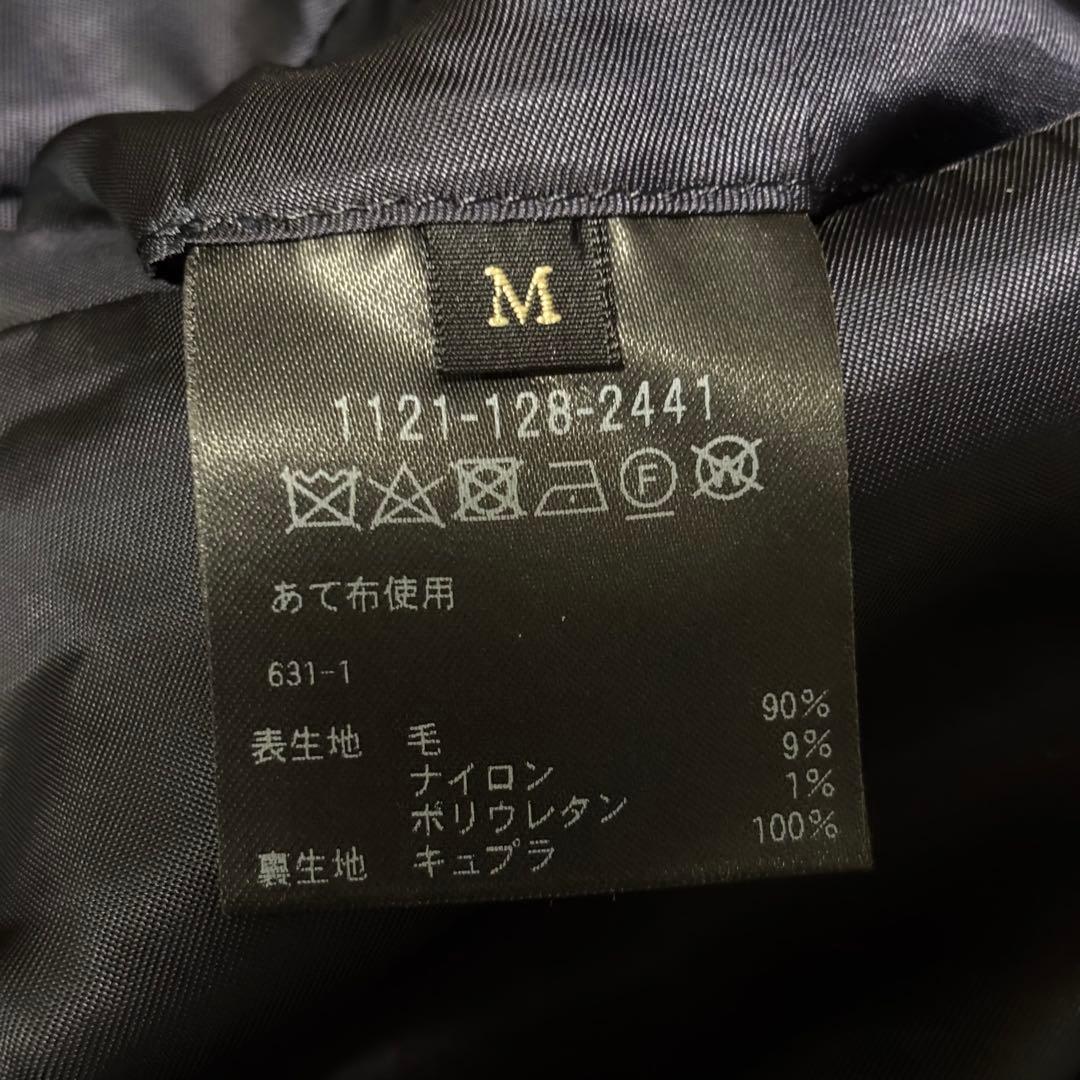 M
1121-128-2441
F
W
あて布使用
631-1
表生地 毛 90%
ナイロン 9%
ポリウレタン 1%
裏生地 キュプラ 100%